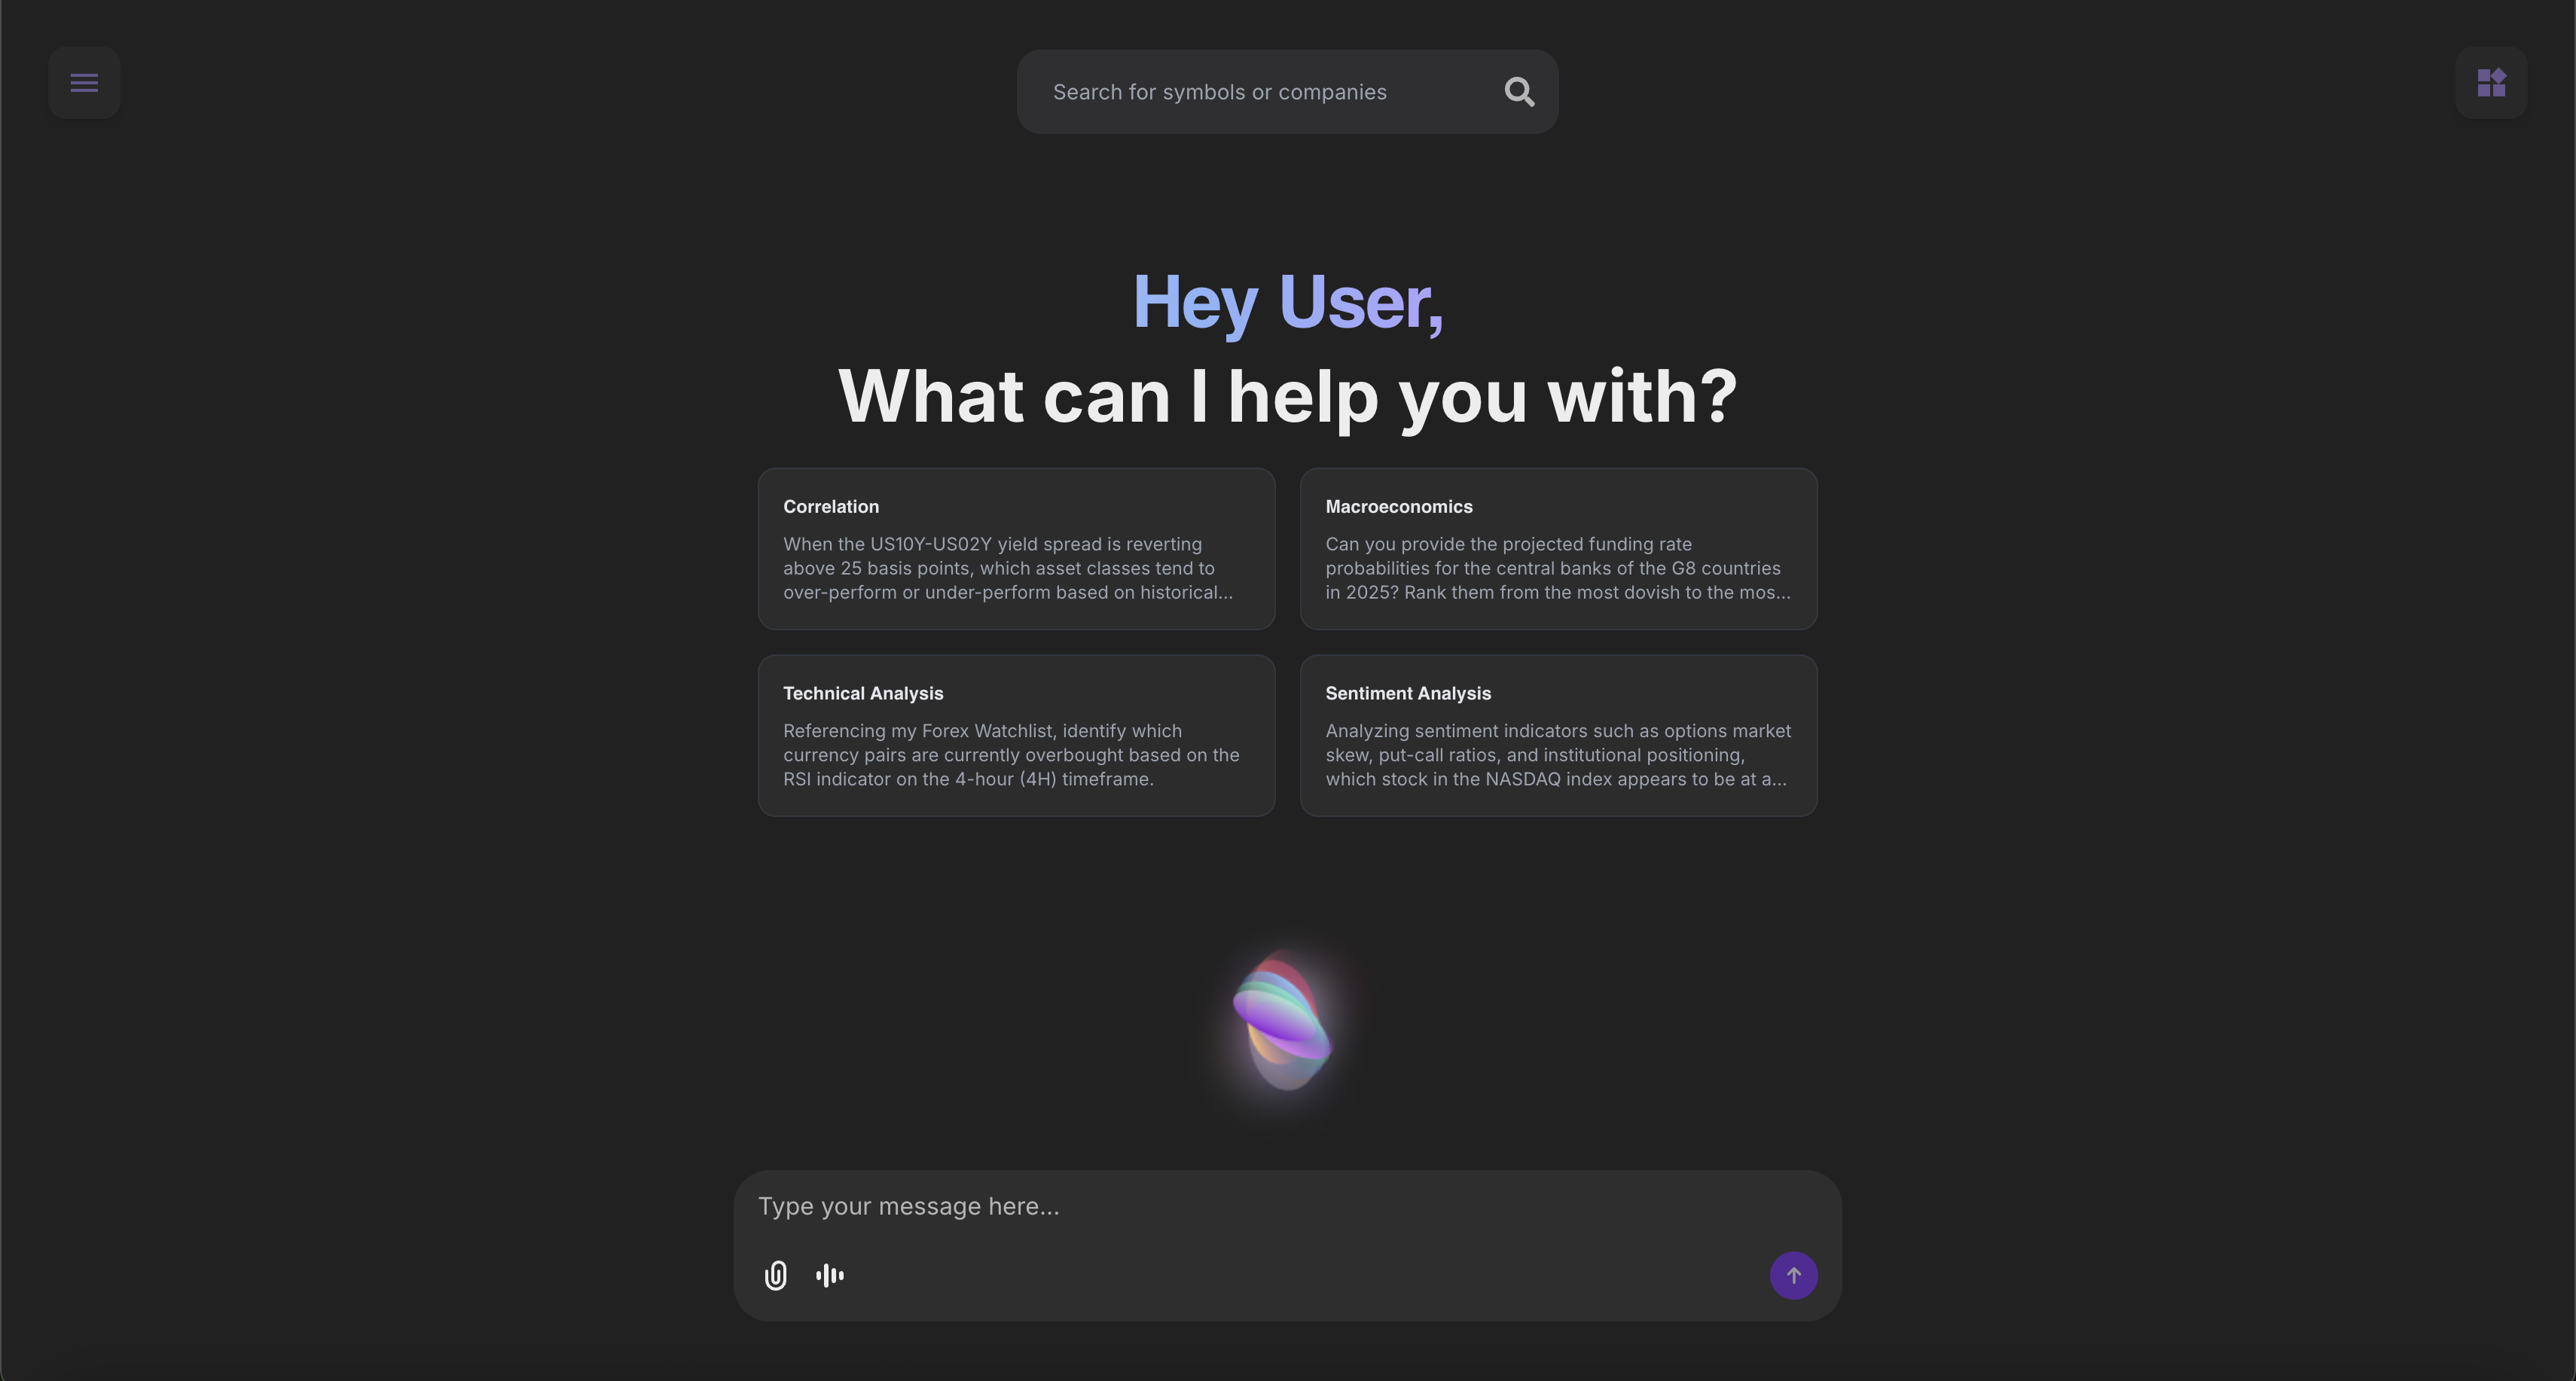 Search for symbols or companies
Hey User,
What can I help you with?
Correlation
When the US10Y-US02Y yield spread is reverting
above 25 basis points, which asset classes tend to
over-perform or under-perform based on historical...
Macroeconomics
Can you provide the projected funding rate
probabilities for the central banks of the G8 countries
in 2025? Rank them from the most dovish to the mos...
Technical Analysis
Referencing my Forex Watchlist, identify which
currency pairs are currently overbought based on the
RSI indicator on the 4-hour (4H) timeframe.
Sentiment Analysis
Analyzing sentiment indicators such as options market
skew, put-call ratios, and institutional positioning,
which stock in the NASDAQ index appears to be at a...
Type your message here...